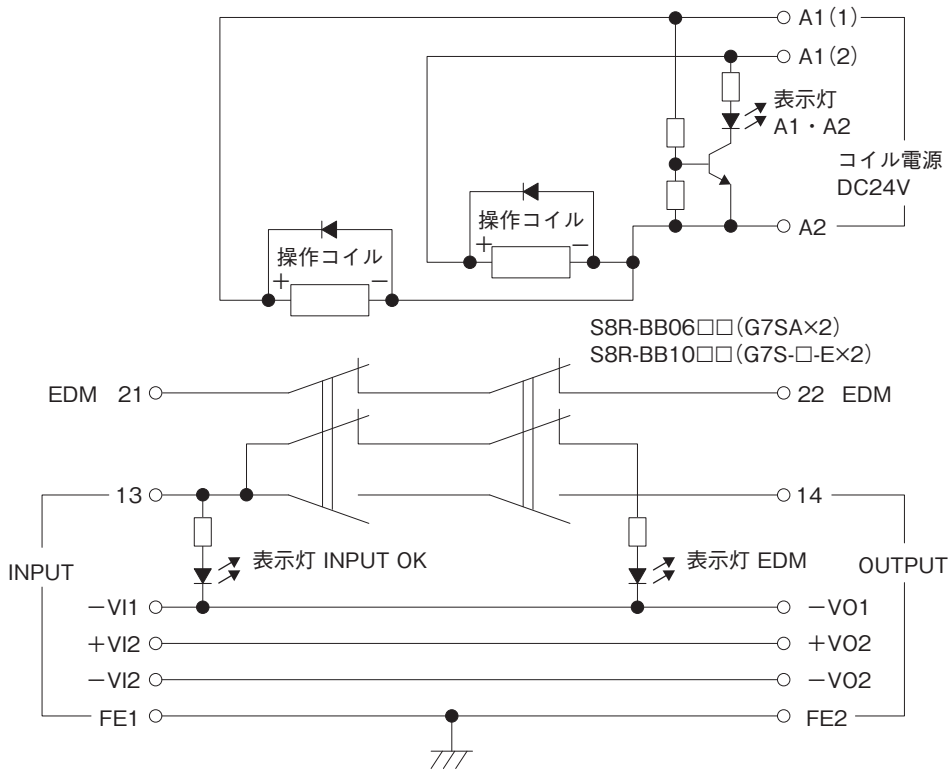 A1(1)
A1(2)
表示灯
A1・A2
コイル電源
DC24V
操作コイル
+ −
A2
操作コイル
+ −
S8R-BB06□□(G7SA×2)
S8R-BB10□□(G7S-□-E×2)
EDM 21
22 EDM
13
14
表示灯 INPUT OK
表示灯 EDM
INPUT
OUTPUT
−VI1
−VO1
+VI2
+VO2
−VI2
−VO2
FE1
FE2